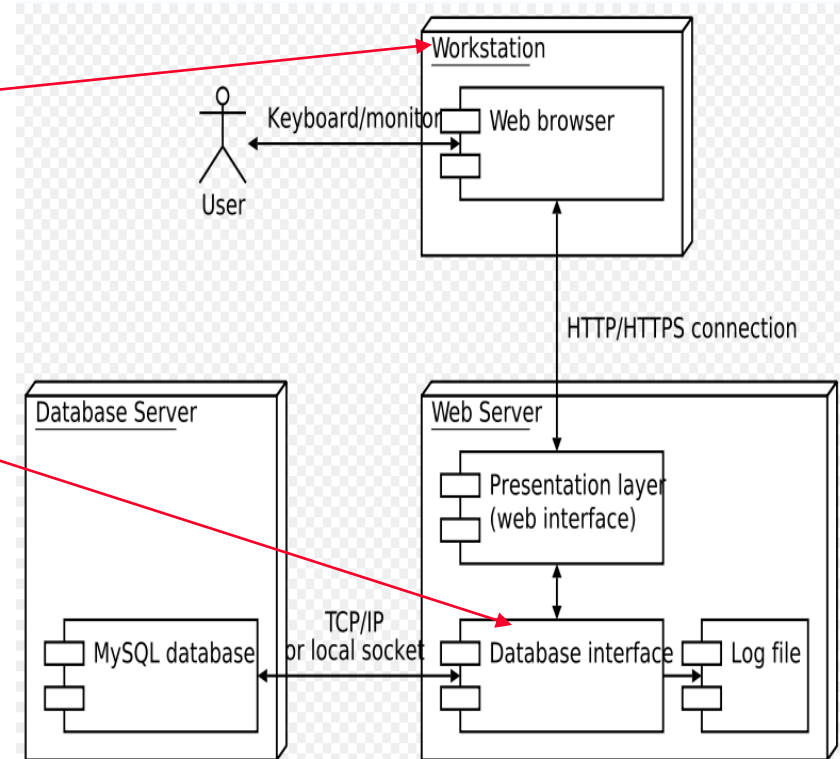 Workstation
Keyboard/monitor
Web browser
User
HTTP/HTTPS connection
Database Server
Web Server
Presentation layer
(web interface)
TCP/IP
or local socket
MySQL database
Database interface
Log file